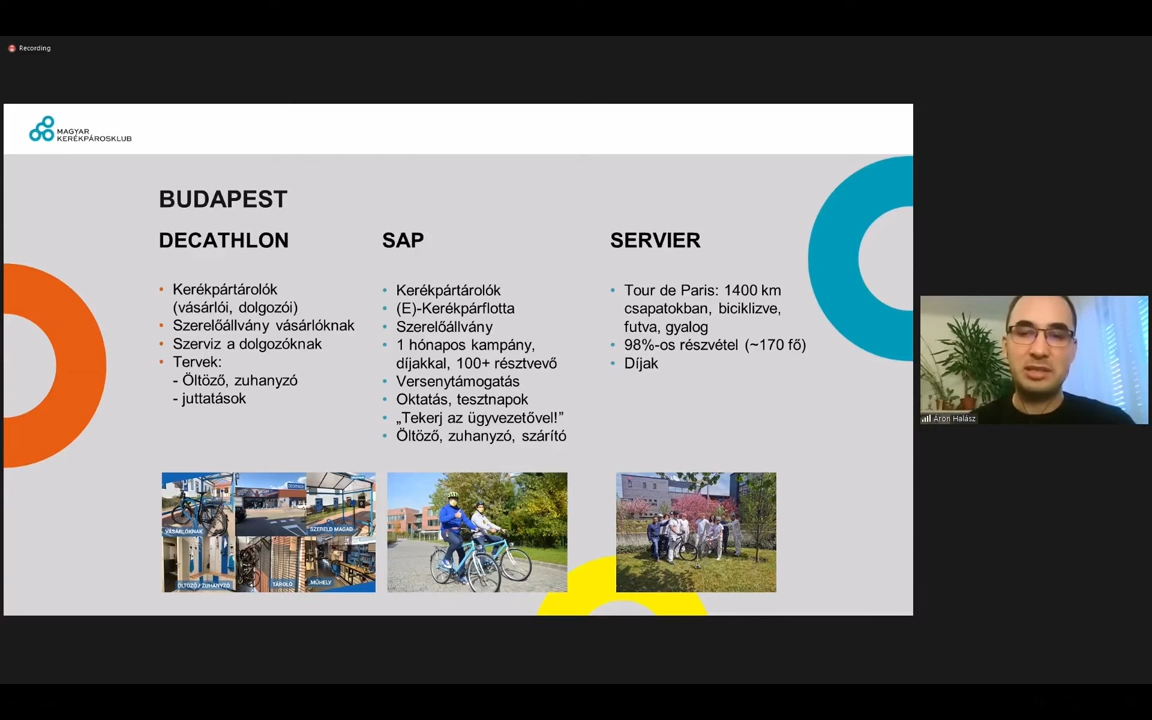 Recording
MAGYAR
KERÉKPÁROSKLUB
BUDAPEST
DECATHLON
• Kerékpártárolók
(vásárlói, dolgozói)
• Szerelőállvány vásárlóknak
• Szerviz a dolgozóknak
• Tervek:
- Öltöző, zuhanyzó
- juttatások
SAP
• Kerékpártárolók
• (E)-Kerékpárflotta
• Szerelőállvány
• 1 hónapos kampány,
díjakkal, 100+ résztvevő
• Versenytámogatás
• Oktatás, tesztnapok
• „Tekerj az ügyvezetővel!”
• Öltöző, zuhanyzó, szárító
SERVIER
• Tour de Paris: 1400 km
csapatokban, biciklizve,
futva, gyalog
• 98%-os részvétel (~170 fő)
• Díjak
VÁSÁRLÓKNAK
SZERELD MAGAD
ÖLTÖZŐ / ZUHANYZÓ
TÁROLÓ
MŰHELY
Áron Halász